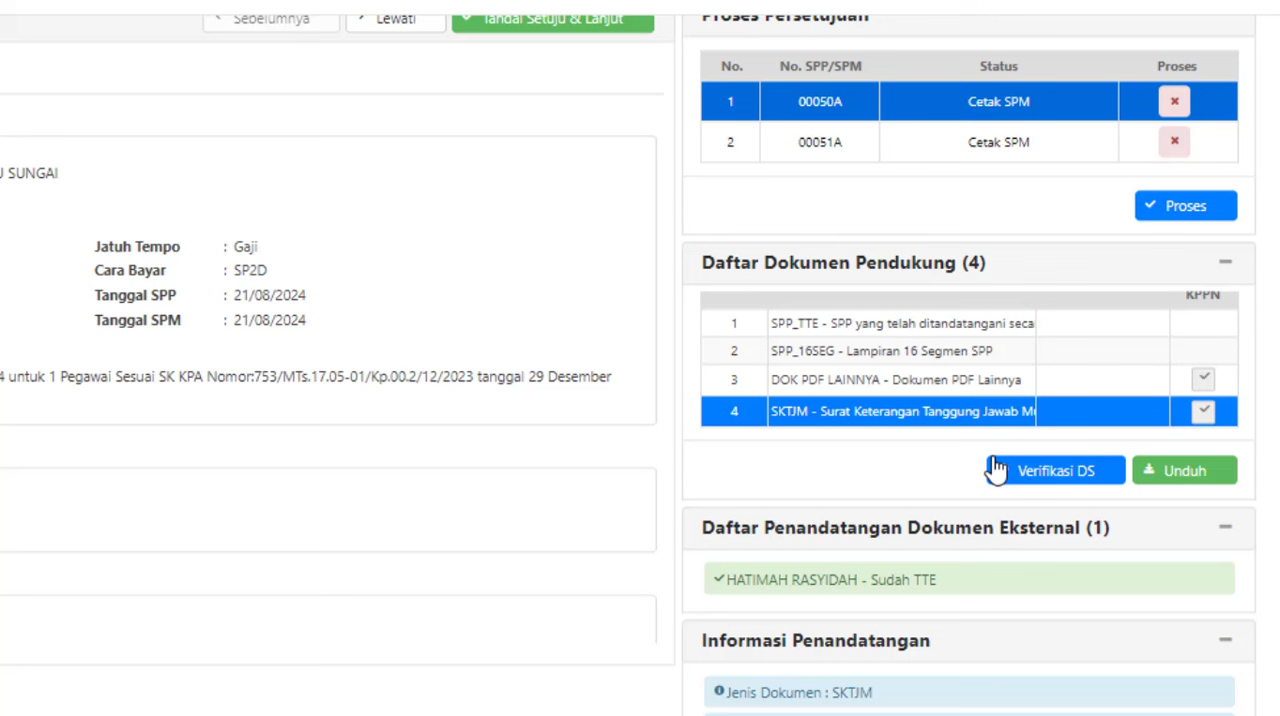 Sebelumnya
Lewati
Tandai Setuju & Lanjut
U SUNGAI
Jatuh Tempo : Gaji
Cara Bayar : SP2D
Tanggal SPP : 21/08/2024
Tanggal SPM : 21/08/2024
4 untuk 1 Pegawai Sesuai SK KPA Nomor:753/MTs.17.05-01/Kp.00.2/12/2023 tanggal 29 Desember
Proses Persetujuan
No. No. SPP/SPM Status Proses
1 00050A Cetak SPM
2 00051A Cetak SPM
Proses
Daftar Dokumen Pendukung (4)
KPPN
1 SPP_TTE - SPP yang telah ditandatangani seca
2 SPP_16SEG - Lampiran 16 Segmen SPP
3 DOK PDF LAINNYA - Dokumen PDF Lainnya
4 SKTJM - Surat Keterangan Tanggung Jawab Mu
Verifikasi DS
Unduh
Daftar Penandatangan Dokumen Eksternal (1)
HATIMAH RASYIDAH - Sudah TTE
Informasi Penandatangan
Jenis Dokumen : SKTJM